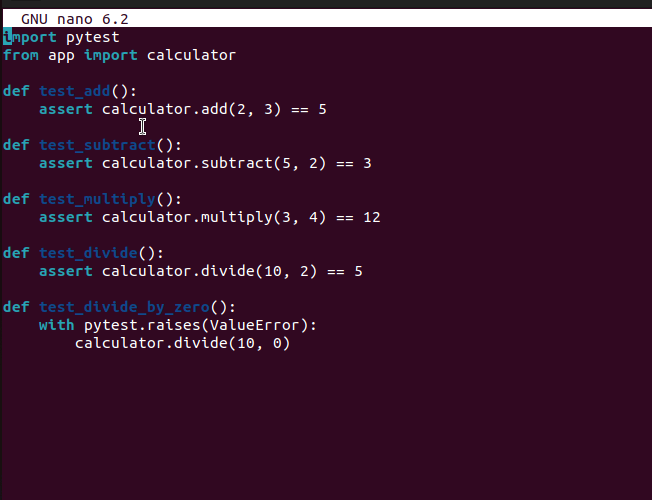 GNU nano 6.2
import pytest
from app import calculator
def test_add():
    assert calculator.add(2, 3) == 5
def test_subtract():
    assert calculator.subtract(5, 2) == 3
def test_multiply():
    assert calculator.multiply(3, 4) == 12
def test_divide():
    assert calculator.divide(10, 2) == 5
def test_divide_by_zero():
    with pytest.raises(ValueError):
        calculator.divide(10, 0)